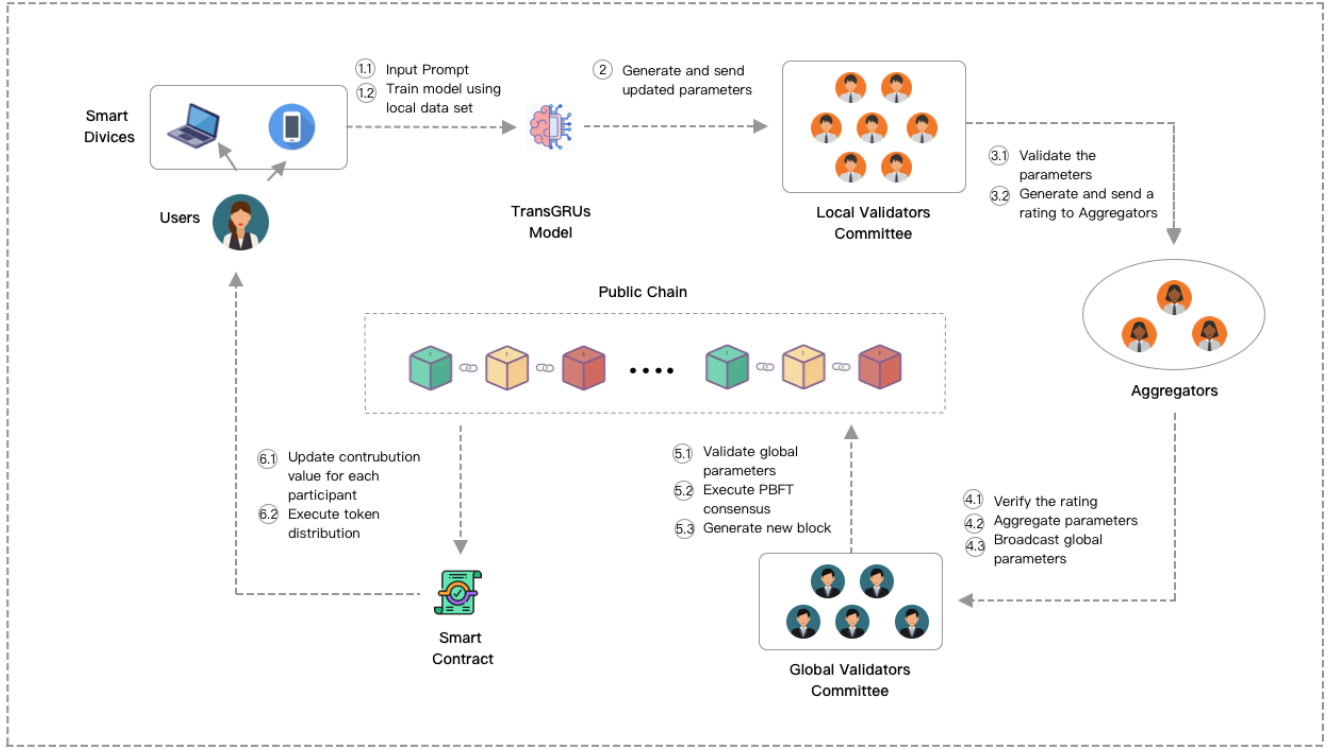 Smart
Divices
Users
1.1 Input Prompt
1.2 Train model using
local data set
TransGRUs
Model
2 Generate and send
updated parameters
Local Validators
Committee
3.1 Validate the
parameters
3.2 Generate and send a
rating to Aggregators
Aggregators
Public Chain
4.1 Verify the rating
4.2 Aggregate parameters
4.3 Broadcast global
parameters
Global Validators
Committee
5.1 Validate global
parameters
5.2 Execute PBFT
consensus
5.3 Generate new block
Smart
Contract
6.1 Update contrubution
value for each
participant
6.2 Execute token
distribution